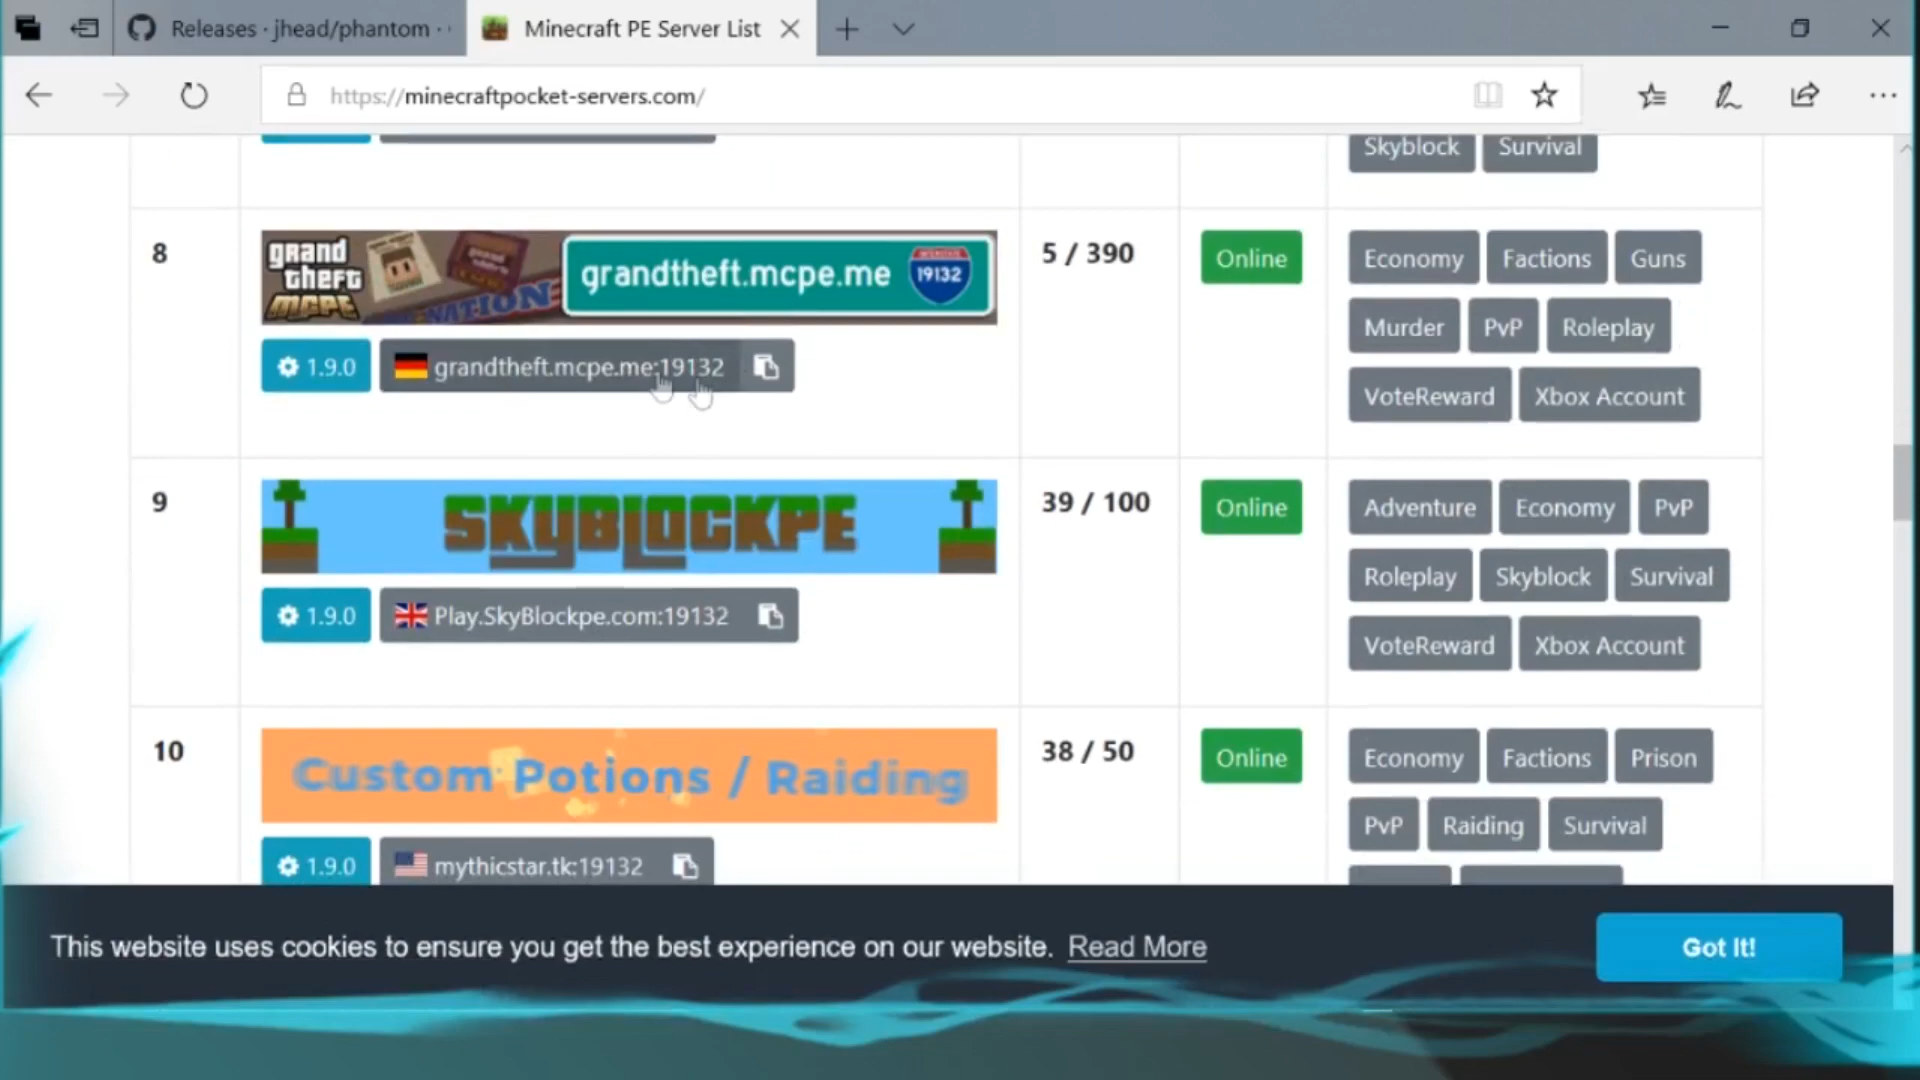 Releases · jhead/phantom ·
Minecraft PE Server List
https://minecraftpocket-servers.com/
Skyblock Survival
8
grand theft MCPE
NATION
grandtheft.mcpe.me
19132
1.9.0
grandtheft.mcpe.me:19132
5 / 390
Online
Economy Factions Guns
Murder PvP Roleplay
VoteReward Xbox Account
9
SKYBLOCKPE
1.9.0
Play.SkyBlockpe.com:19132
39 / 100
Online
Adventure Economy PvP
Roleplay Skyblock Survival
VoteReward Xbox Account
10
Custom Potions / Raiding
1.9.0
mythicstar.tk:19132
38 / 50
Online
Economy Factions Prison
PvP Raiding Survival
This website uses cookies to ensure you get the best experience on our website. Read More
Got It!